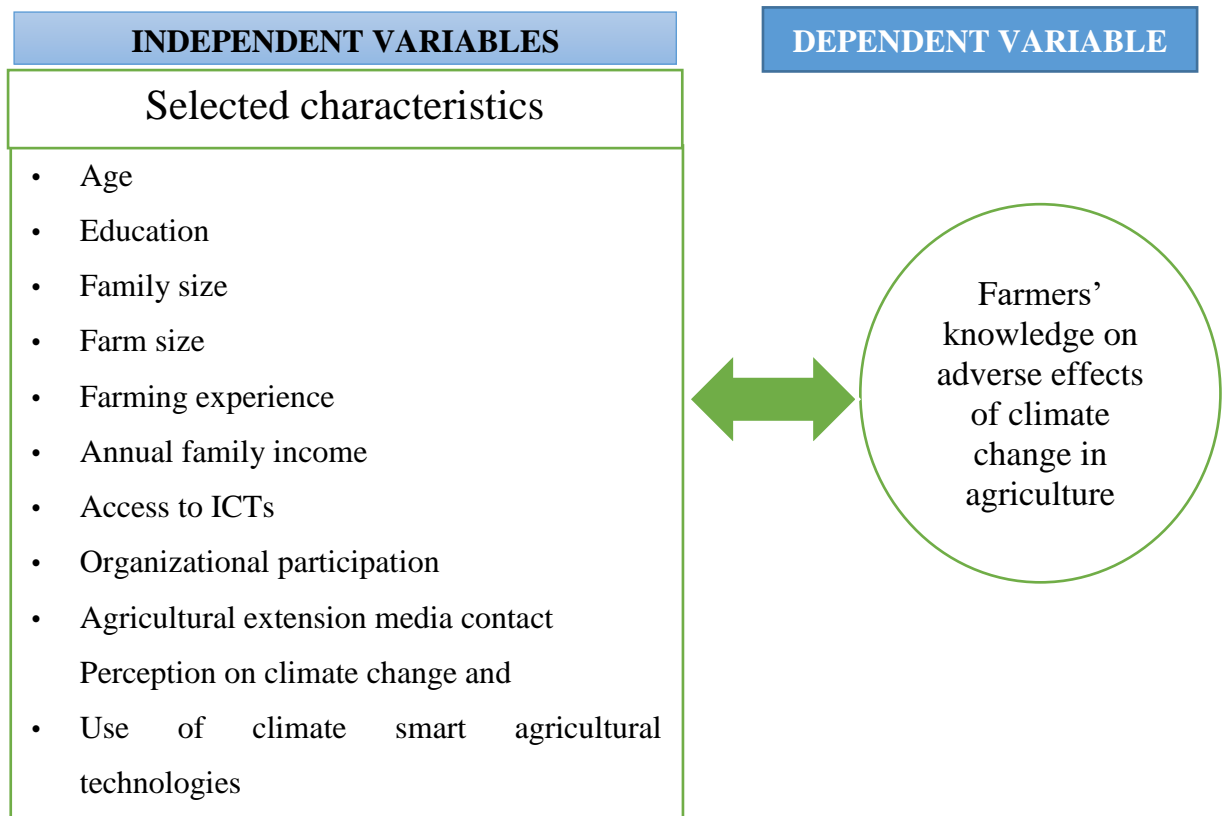 INDEPENDENT VARIABLES
DEPENDENT VARIABLE
Selected characteristics
• Age
• Education
• Family size
• Farm size
• Farming experience
• Annual family income
• Access to ICTs
• Organizational participation
• Agricultural extension media contact
Perception on climate change and
• Use of climate smart agricultural
technologies
Farmers’
knowledge on
adverse effects
of climate
change in
agriculture